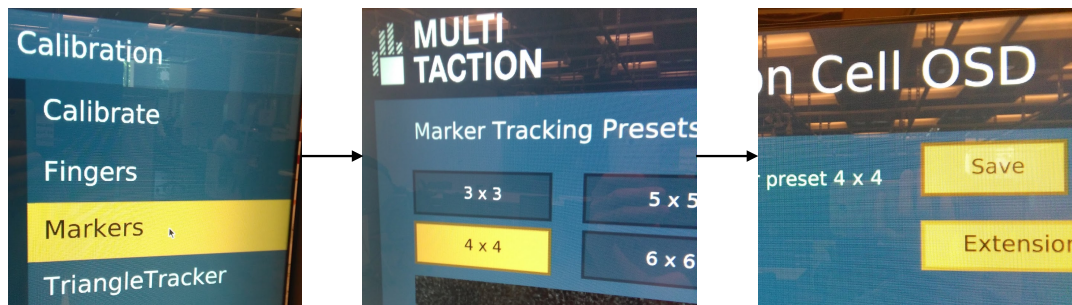 Calibration
Calibrate
Fingers
Markers
TriangleTracker
MULTI
TACTION
Marker Tracking Presets
3 x 3
5 x 5
4 x 4
6 x 6
on Cell OSD
Save
r preset 4 x 4
Extension